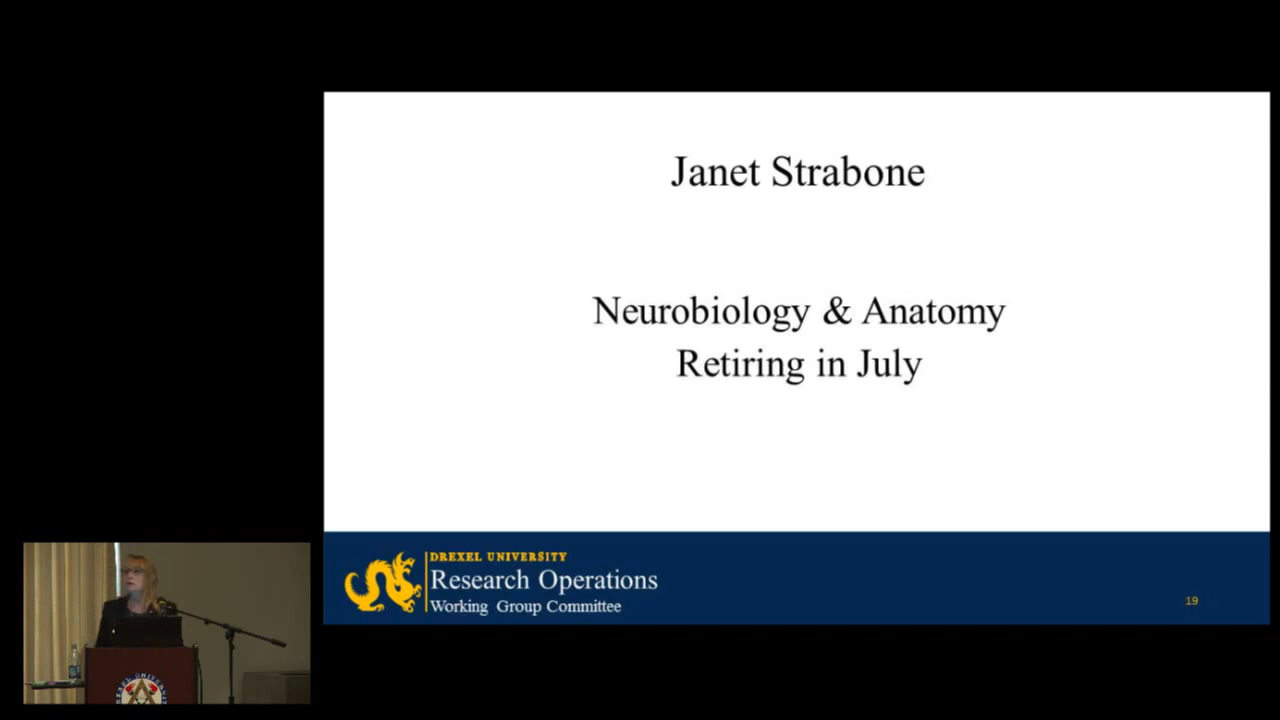 Janet Strabone
Neurobiology & Anatomy
Retiring in July
DREXEL UNIVERSITY
Research Operations
Working Group Committee
19